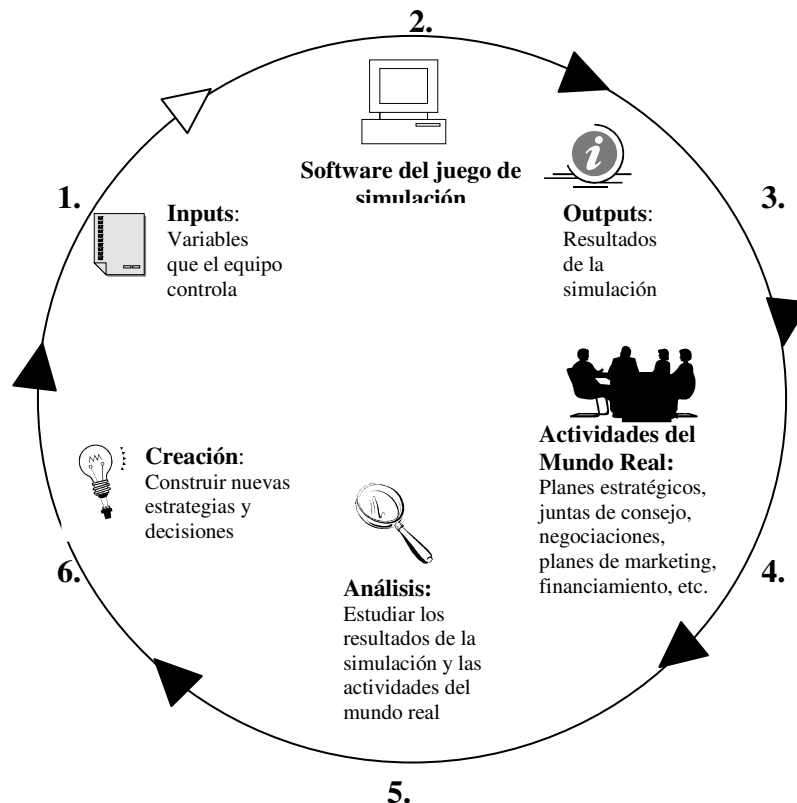 2.
Software del juego de
simulación
1.
Inputs:
Variables
que el equipo
controla
Outputs:
Resultados
de la
simulación
3.
Actividades del
Mundo Real:
Planes estratégicos,
juntas de consejo,
negociaciones,
planes de marketing,
financiamiento, etc.
4.
Análisis:
Estudiar los
resultados de la
simulación y las
actividades del
mundo real
5.
Creación:
Construir nuevas
estrategias y
decisiones
6.